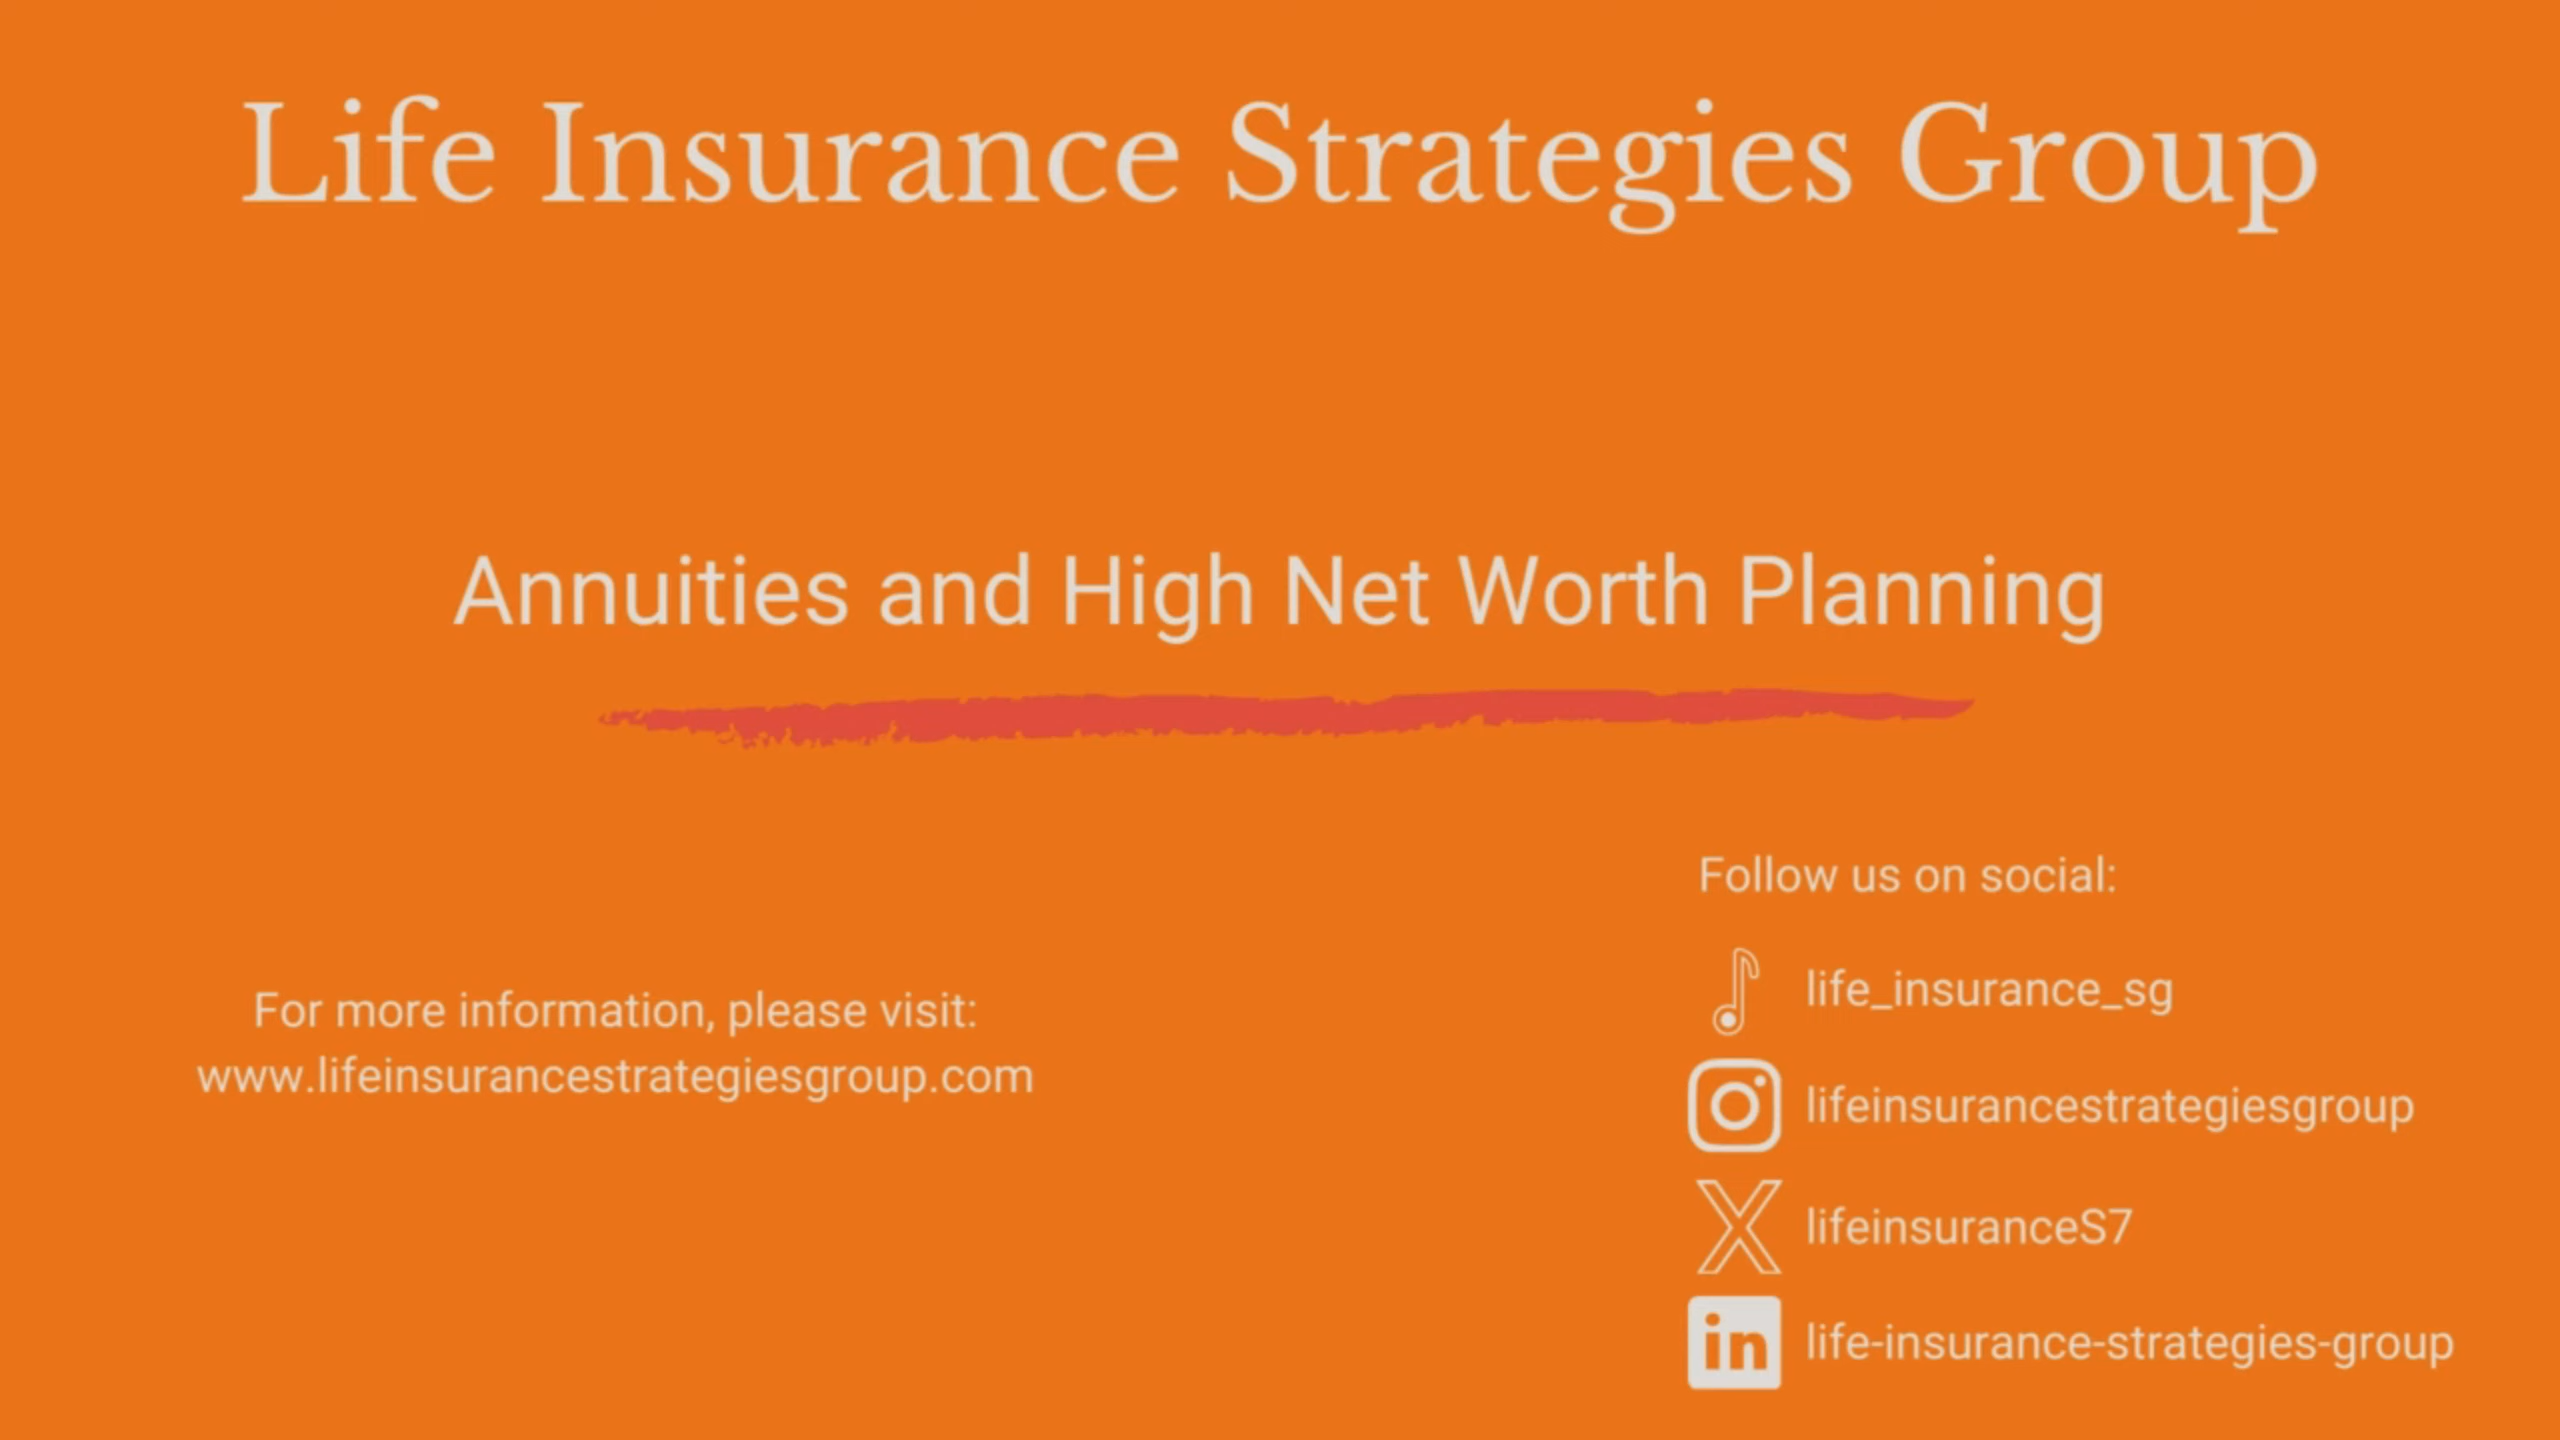 Life Insurance Strategies Group
Annuities and High Net Worth Planning
For more information, please visit:
www.lifeinsurancestrategiesgroup.com
Follow us on social:
life_insurance_sg
lifeinsurancestrategiesgroup
lifeinsuranceS7
in life-insurance-strategies-group